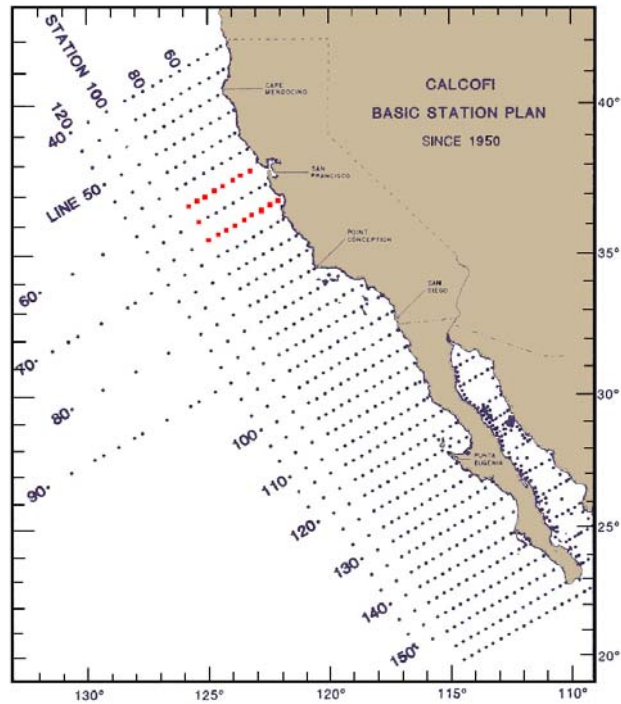 STATION 100
80
60
120
40
LINE 50
60
70
80
90
100
110
120
130
140
150
CALCOFI
BASIC STATION PLAN
SINCE 1950
CAPE
MENDOCINO
SAN
FRANCISCO
POINT
CONCEPTION
SAN
DIEGO
PUNTA
EUGENIA
40°
35°
30°
25°
20°
130°
125°
120°
115°
110°